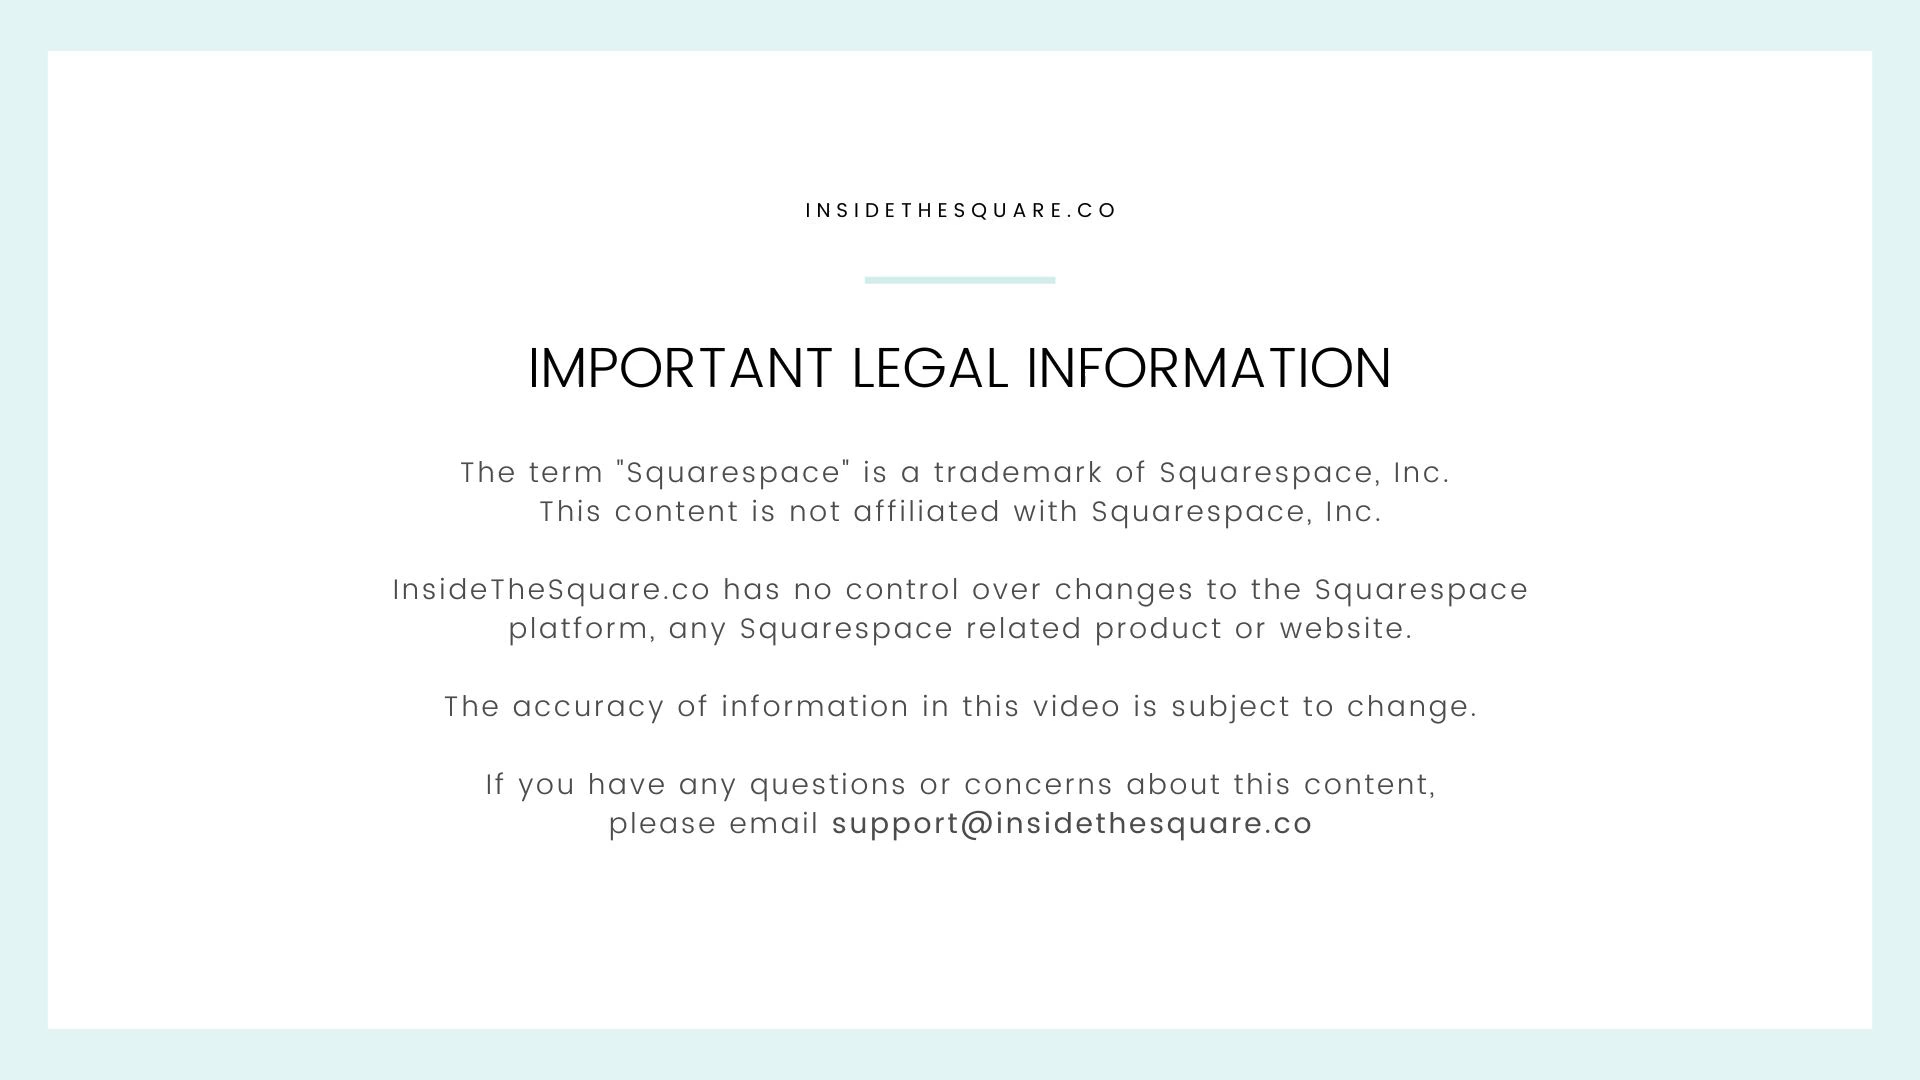 INSIDETHESQUARE.CO
IMPORTANT LEGAL INFORMATION
The term "Squarespace" is a trademark of Squarespace, Inc.
This content is not affiliated with Squarespace, Inc.
InsideTheSquare.co has no control over changes to the Squarespace
platform, any Squarespace related product or website.
The accuracy of information in this video is subject to change.
If you have any questions or concerns about this content,
please email support@insidethesquare.co